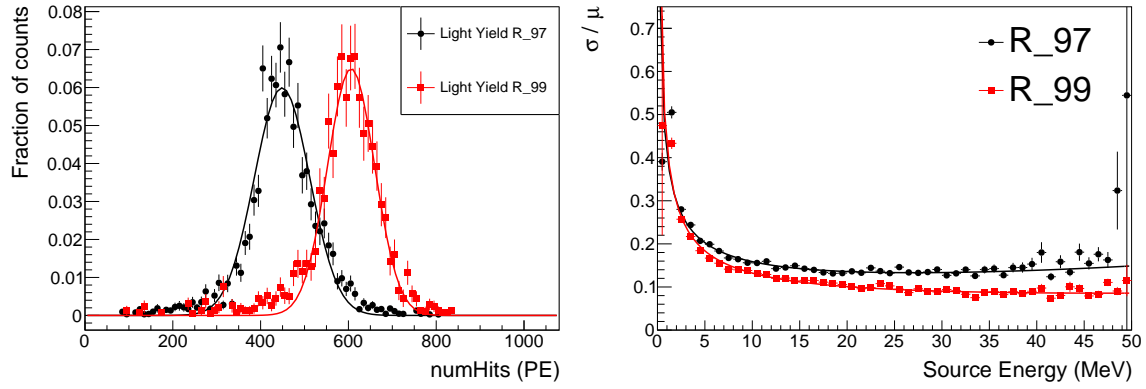 Fraction of counts
0.08
0.07
0.06
0.05
0.04
0.03
0.02
0.01
0
Light Yield R_97
Light Yield R_99
0 200 400 600 800 1000
numHits (PE)
σ / μ
0.7
0.6
0.5
0.4
0.3
0.2
0.1
0
R_97
R_99
0 5 10 15 20 25 30 35 40 45 50
Source Energy (MeV)